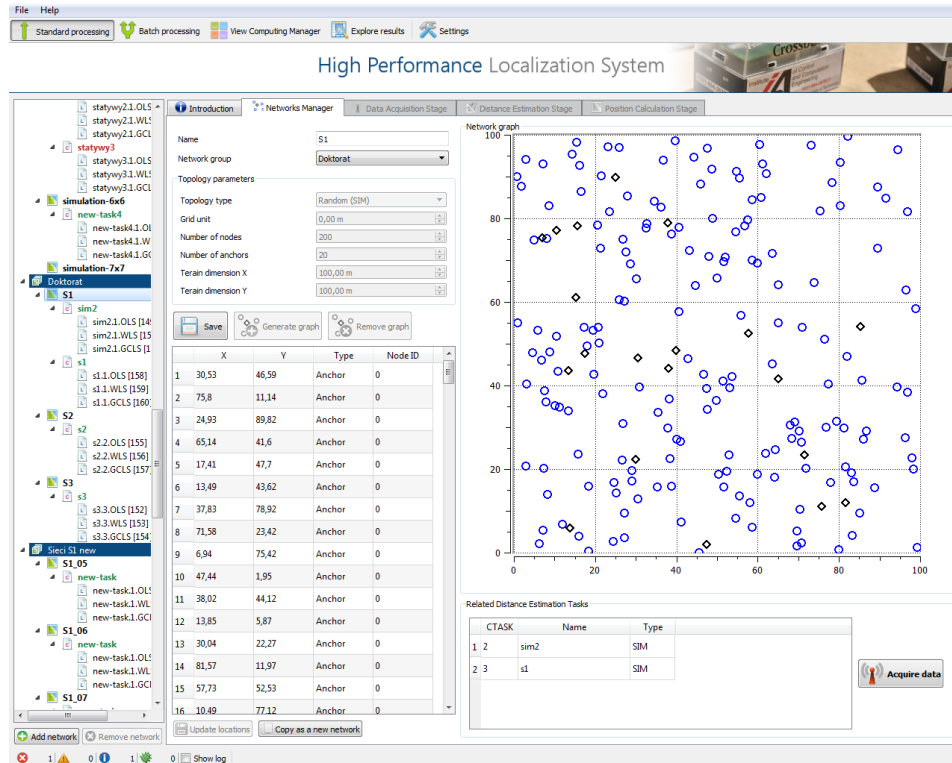 File Help
Standard processing Batch processing View Computing Manager Explore results Settings
High Performance Localization System
statywy2.1.OLS
statywy2.1.WLS
statywy2.1.GCL
statywy3
statywy3.1.OLS
statywy3.1.WLS
statywy3.1.GCL
simulation-6x6
new-task4
new-task4.1.OL
new-task4.1.W
new-task4.1.GC
simulation-7x7
Doktorat
S1
sim2
sim2.1.OLS [149
sim2.1.WLS [15
sim2.1.GCLS [1
s1
s1.1.OLS [158]
s1.1.WLS [159]
s1.1.GCLS [160]
S2
s2
s2.2.OLS [155]
s2.2.WLS [156]
s2.2.GCLS [157]
S3
s3
s3.3.OLS [152]
s3.3.WLS [153]
s3.3.GCLS [154]
Sieci S1 new
S1_05
new-task
new-task.1.OLS
new-task.1.WL
new-task.1.GCI
S1_06
new-task
new-task.1.OLS
new-task.1.WL
new-task.1.GCI
S1_07
Add network Remove network
Introduction Networks Manager Data Acquisition Stage Distance Estimation Stage Position Calculation Stage
Name S1
Network group Doktorat
Topology parameters
Topology type Random (SIM)
Grid unit 0,00 m
Number of nodes 200
Number of anchors 20
Terain dimension X 100,00 m
Terain dimension Y 100,00 m
Save Generate graph Remove graph
X Y Type Node ID
1 30,53 46,59 Anchor 0
2 75,8 11,14 Anchor 0
3 24,93 89,82 Anchor 0
4 65,14 41,6 Anchor 0
5 17,41 47,7 Anchor 0
6 13,49 43,62 Anchor 0
7 37,83 78,92 Anchor 0
8 71,58 23,42 Anchor 0
9 6,94 75,42 Anchor 0
10 47,44 1,95 Anchor 0
11 38,02 44,12 Anchor 0
12 13,85 5,87 Anchor 0
13 30,04 22,27 Anchor 0
14 81,57 11,97 Anchor 0
15 57,73 52,53 Anchor 0
16 10,49 77,12 Anchor 0
Update locations Copy as a new network
Network graph
100
80
60
40
20
0
0 20 40 60 80 100
Related Distance Estimation Tasks
CTASK Name Type
1 2 sim2 SIM
2 3 s1 SIM
Acquire data
1 0 1 0 Show log